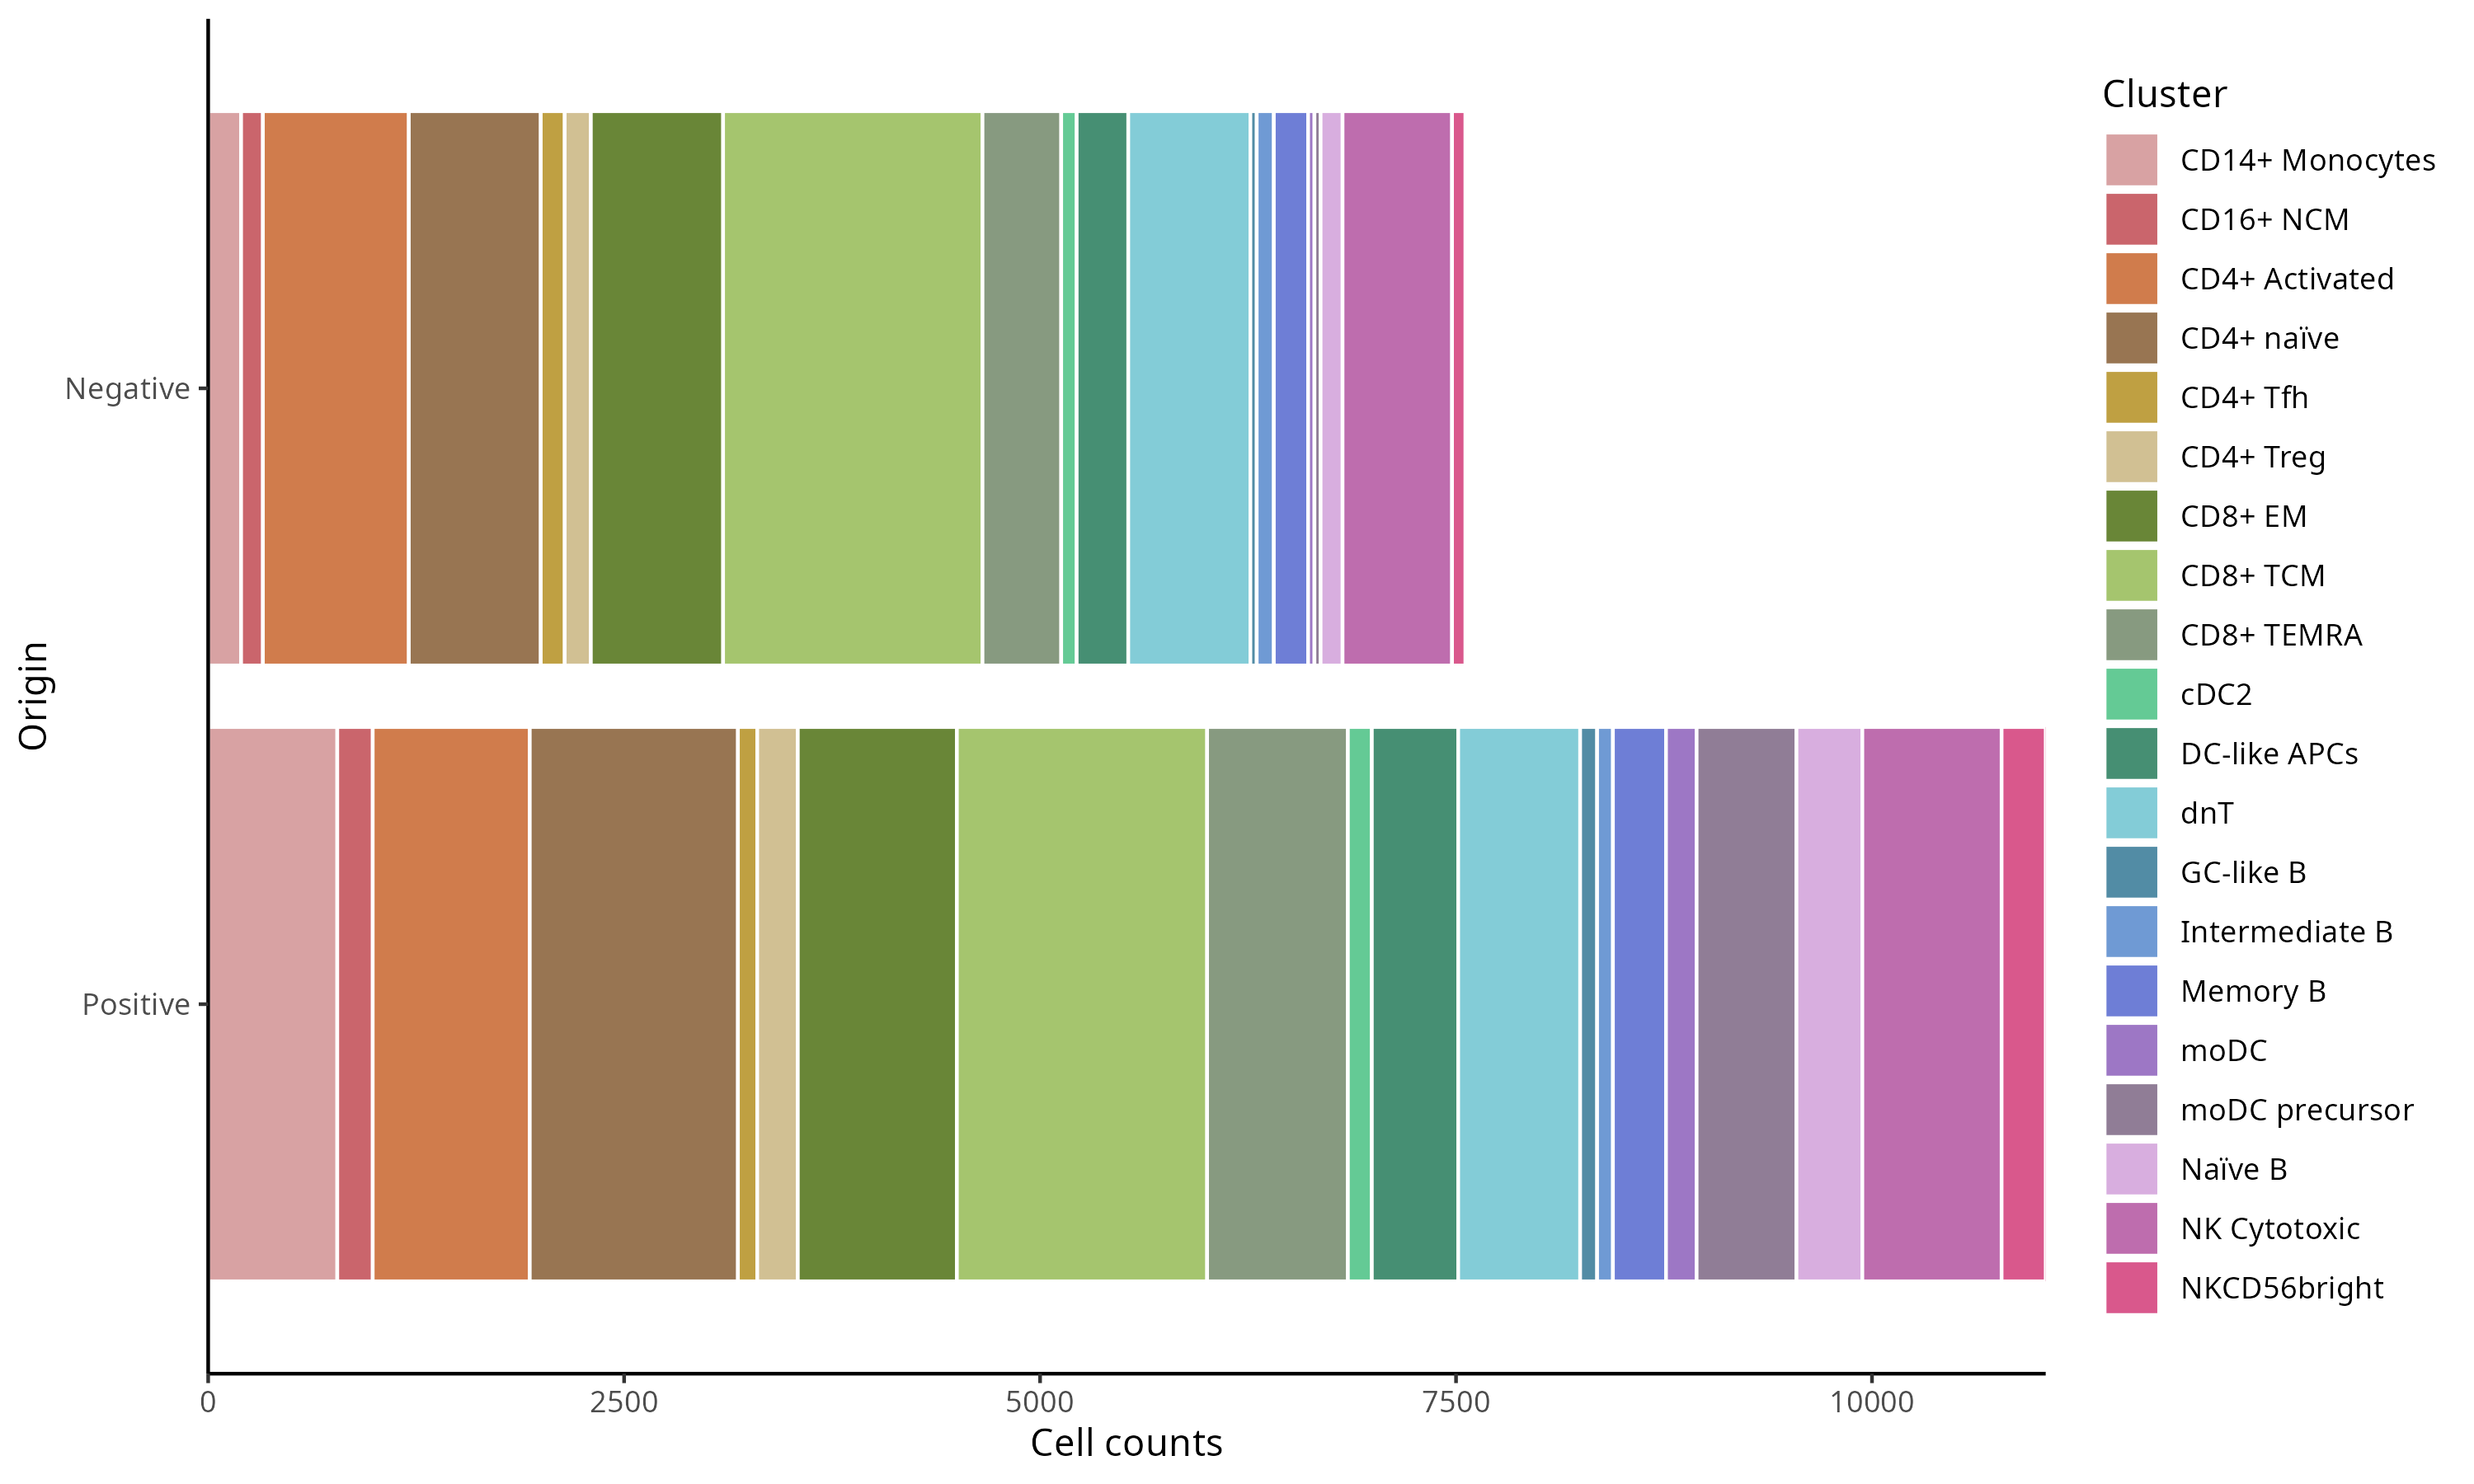 Origin
Negative
Positive
0
2500
5000
7500
10000
Cell counts
Cluster
CD14+ Monocytes
CD16+ NCM
CD4+ Activated
CD4+ naïve
CD4+ Tfh
CD4+ Treg
CD8+ EM
CD8+ TCM
CD8+ TEMRA
cDC2
DC-like APCs
dnT
GC-like B
Intermediate B
Memory B
moDC
moDC precursor
Naïve B
NK Cytotoxic
NKCD56bright